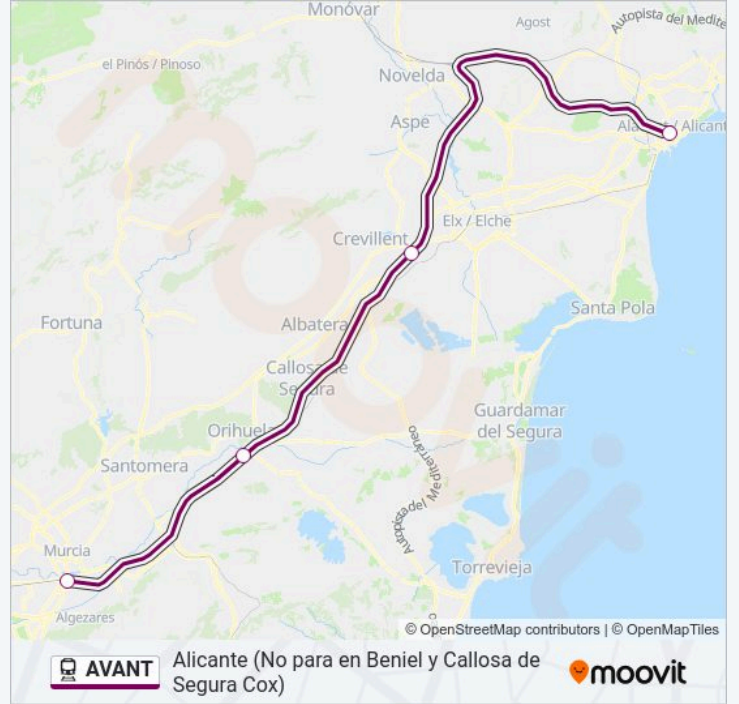 Monóvar
Agost
Autopista del Medite
el Pinós / Pinoso
Novelda
Aspe
Ala t / Alicant
Elx / Elche
Crevillent
Santa Pola
Fortuna
Albatera
Callosa de
Segura
Guardamar
del Segura
Orihuela
Autopista del Mediterráneo
Santomera
Murcia
Torrevieja
Algezares
© OpenStreetMap contributors | © OpenMapTiles
AVANT
Alicante (No para en Beniel y Callosa de
Segura Cox)
moovit